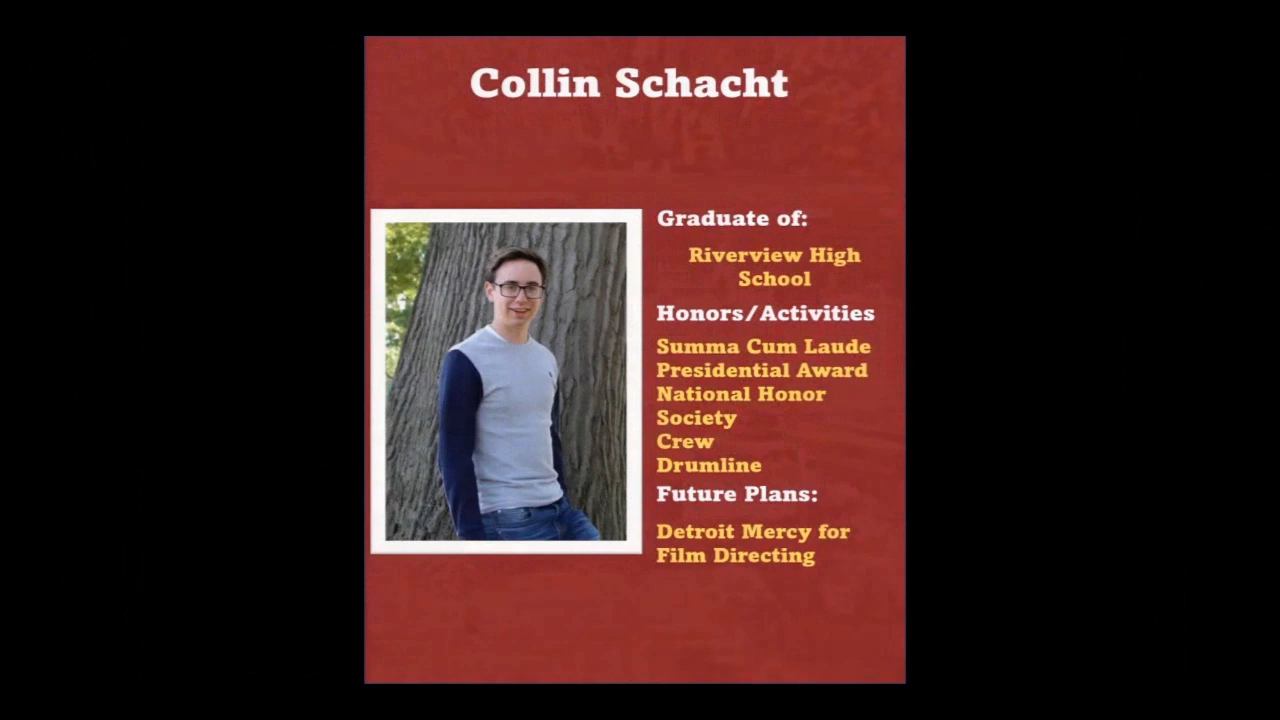 Collin Schacht
Graduate of:
Riverview High
School
Honors/Activities
Summa Cum Laude
Presidential Award
National Honor
Society
Crew
Drumline
Future Plans:
Detroit Mercy for
Film Directing